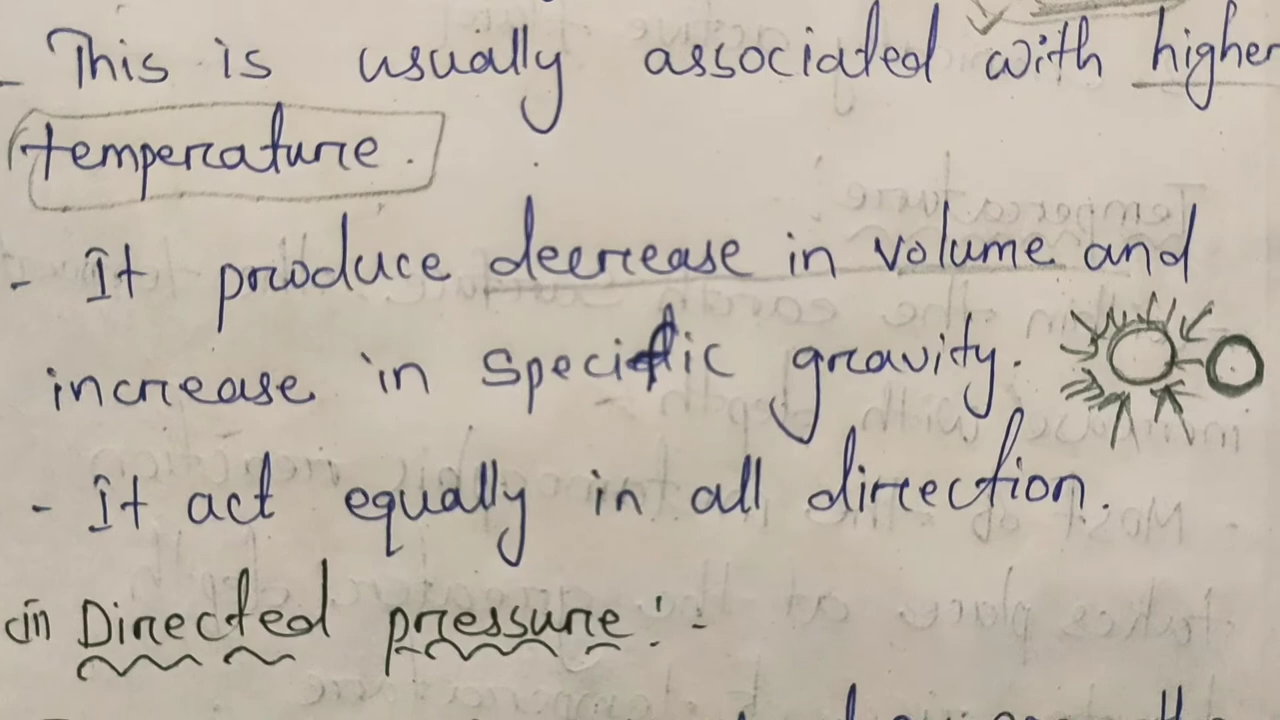 - This is usually associated with higher
temperature.
- It produce decrease in volume and
increase in specific gravity.
- It act equally in all direction.
(ii) Directed pressure :-